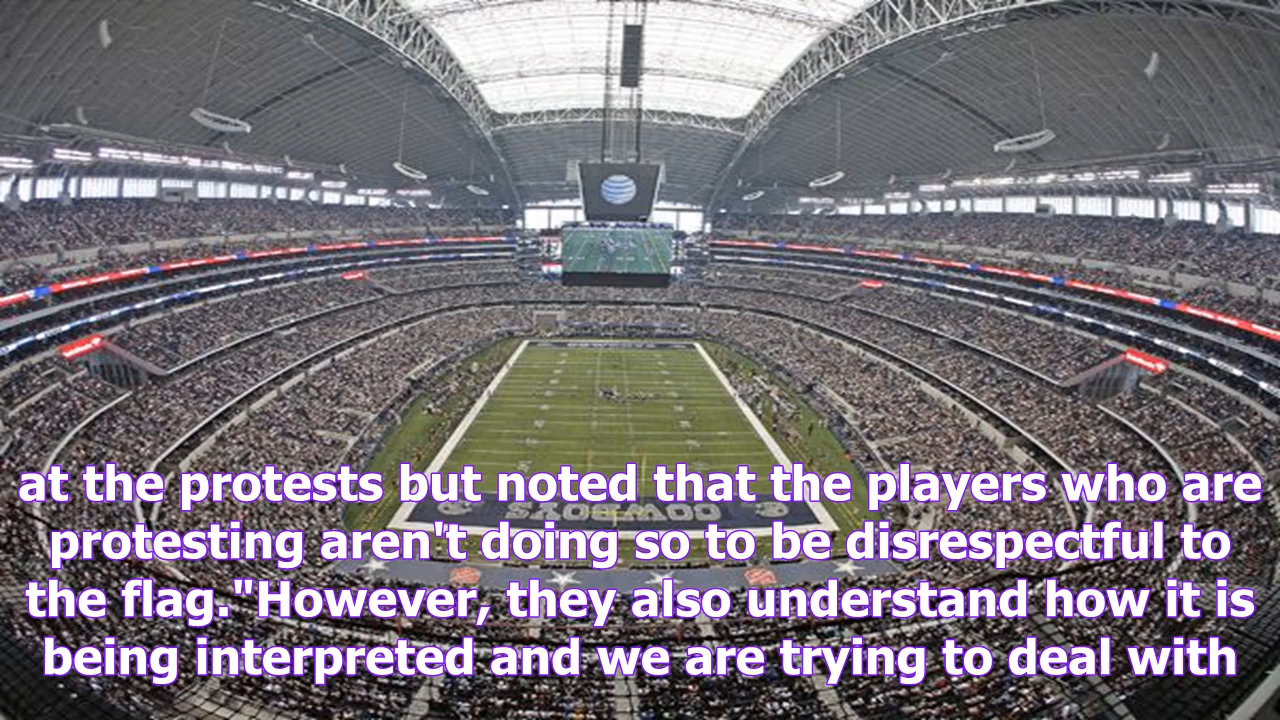 at the protests but noted that the players who are
protesting aren't doing so to be disrespectful to
the flag."However, they also understand how it is
being interpreted and we are trying to deal with
COWBOYS